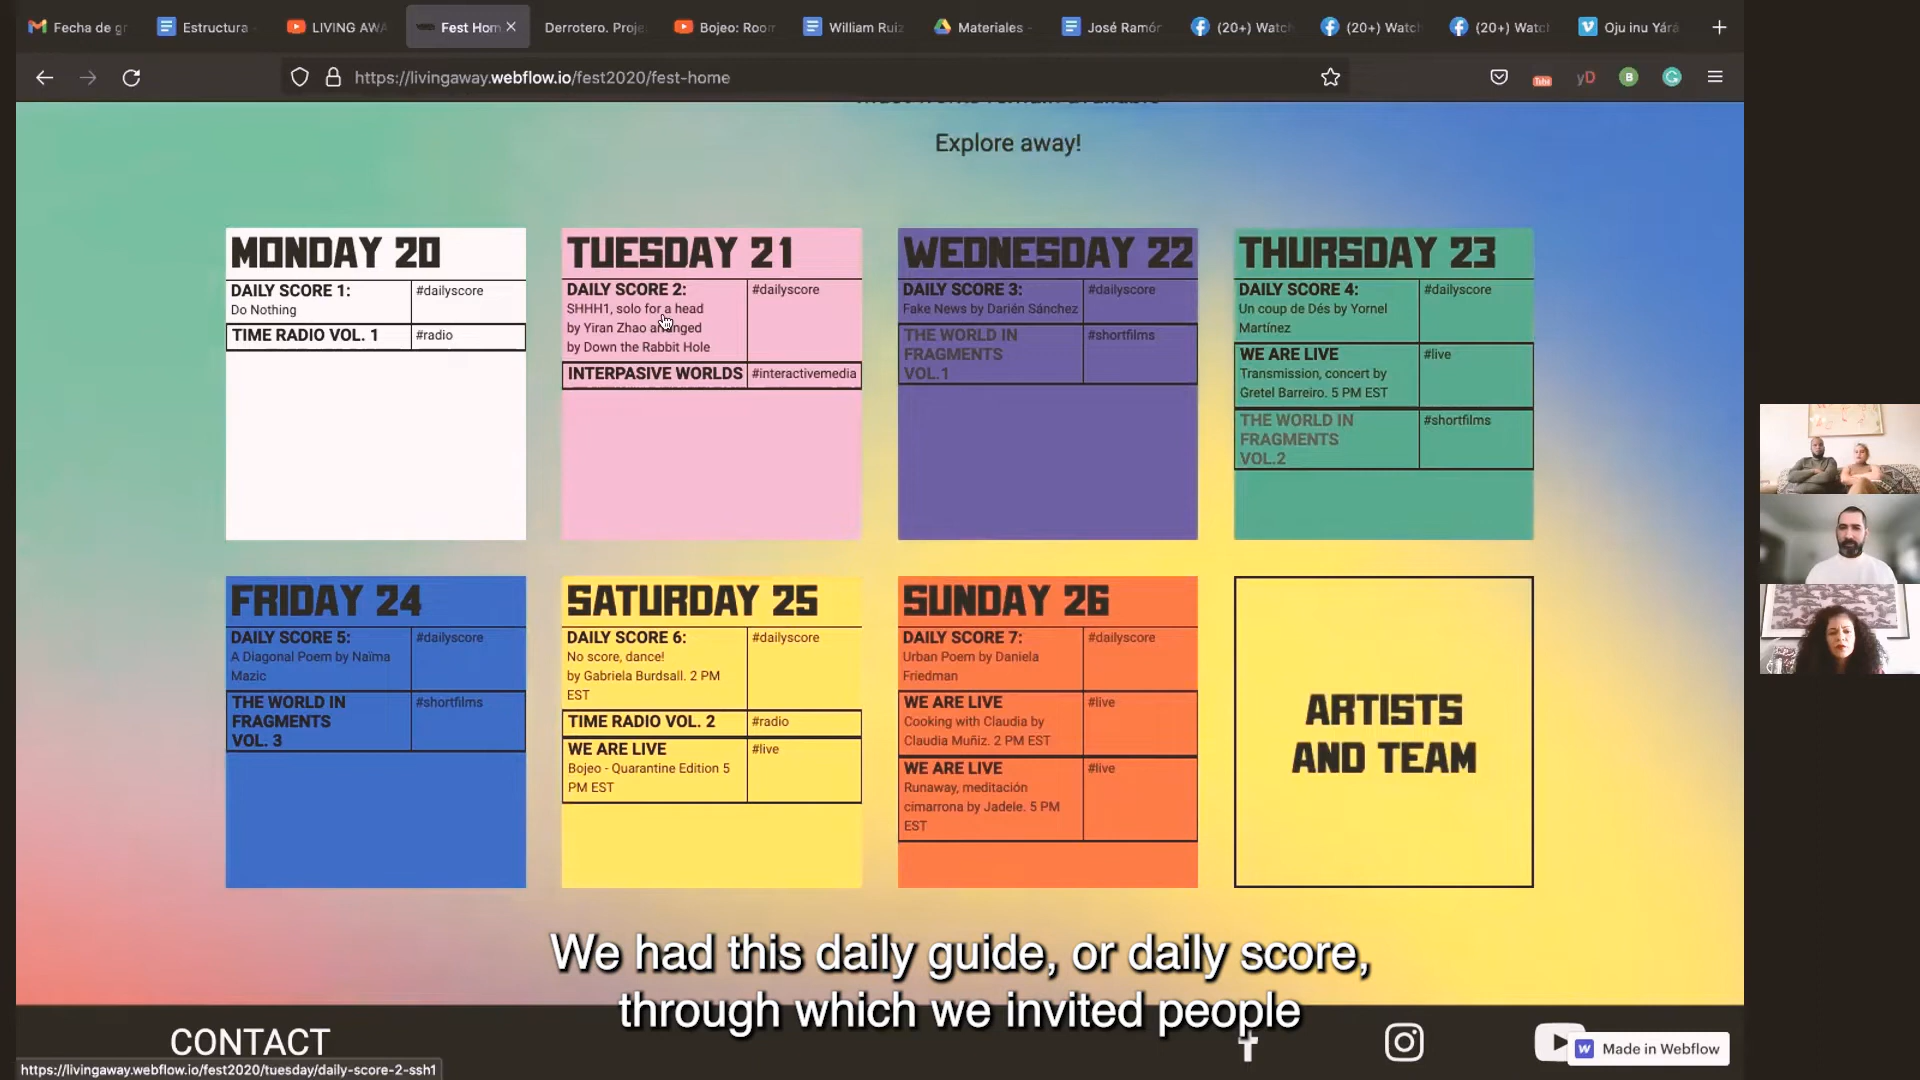 Fecha de gr
Estructura
LIVING AWA
Fest Hom
Derrotero. Proje
Bojeo: Room
William Ruiz
Materiales -
José Ramór
(20+) Watch
(20+) Watch
(20+) Watch
Oju inu Yárá
https://livingaway.webflow.io/fest2020/fest-home
Explore away!
MONDAY 20
DAILY SCORE 1:
Do Nothing
#dailyscore
TIME RADIO VOL. 1
#radio
TUESDAY 21
DAILY SCORE 2:
SHHH1, solo for a head
by Yiran Zhao arranged
by Down the Rabbit Hole
#dailyscore
INTERPASIVE WORLDS
#interactivemedia
WEDNESDAY 22
DAILY SCORE 3:
Fake News by Darién Sánchez
#dailyscore
THE WORLD IN
FRAGMENTS
VOL.1
#shortfilms
THURSDAY 23
DAILY SCORE 4:
Un coup de Dés by Yornel
Martínez
#dailyscore
WE ARE LIVE
Transmission, concert by
Gretel Barreiro. 5 PM EST
#live
THE WORLD IN
FRAGMENTS
VOL.2
#shortfilms
FRIDAY 24
DAILY SCORE 5:
A Diagonal Poem by Naïma
Mazic
#dailyscore
THE WORLD IN
FRAGMENTS
VOL. 3
#shortfilms
SATURDAY 25
DAILY SCORE 6:
No score, dance!
by Gabriela Burdsall. 2 PM
EST
#dailyscore
TIME RADIO VOL. 2
#radio
WE ARE LIVE
Bojeo - Quarantine Edition 5
PM EST
#live
SUNDAY 26
DAILY SCORE 7:
Urban Poem by Daniela
Friedman
#dailyscore
WE ARE LIVE
Cooking with Claudia by
Claudia Muñiz. 2 PM EST
#live
WE ARE LIVE
Runaway, meditación
cimarrona by Jadele. 5 PM
EST
#live
ARTISTS
AND TEAM
We had this daily guide, or daily score,
through which we invited people
CONTACT
Made in Webflow
https://livingaway.webflow.io/fest2020/tuesday/daily-score-2-ssh1